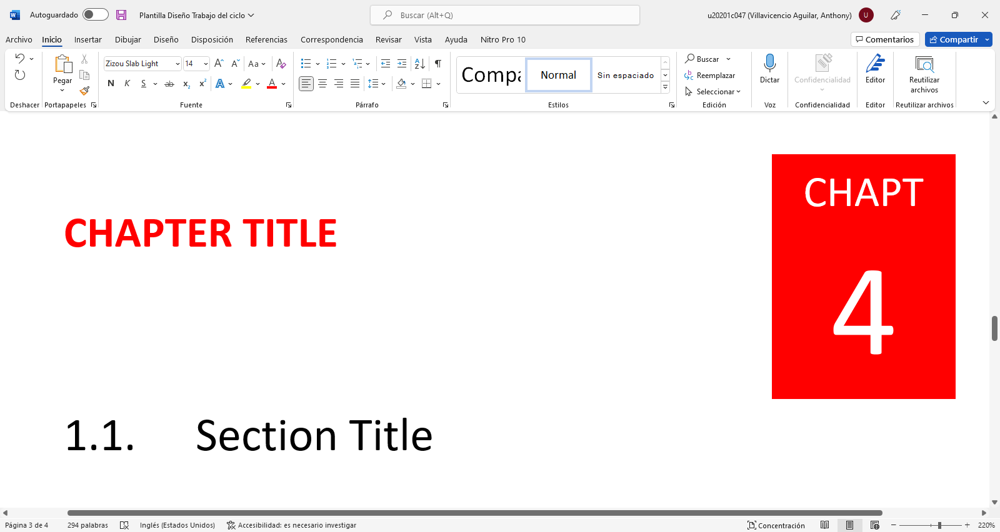 Autoguardado
Plantilla Diseño Trabajo del ciclo
Buscar (Alt+Q)
u20201c047 (Villavicencio Aguilar, Anthony)
U
Archivo Inicio Insertar Dibujar Diseño Disposición Referencias Correspondencia Revisar Vista Ayuda Nitro Pro 10
Comentarios
Compartir
Deshacer
Pegar
Portapapeles
Zizou Slab Light 14
Fuente
Párrafo
Compa
Normal
Sin espaciado
Estilos
Buscar
Reemplazar
Seleccionar
Edición
Dictar
Voz
Confidencialidad
Confidencialidad
Editor
Editor
Reutilizar
archivos
Reutilizar archivos
CHAPT
4
CHAPTER TITLE
1.1. Section Title
Página 3 de 4 294 palabras Inglés (Estados Unidos) Accesibilidad: es necesario investigar
Concentración
220%